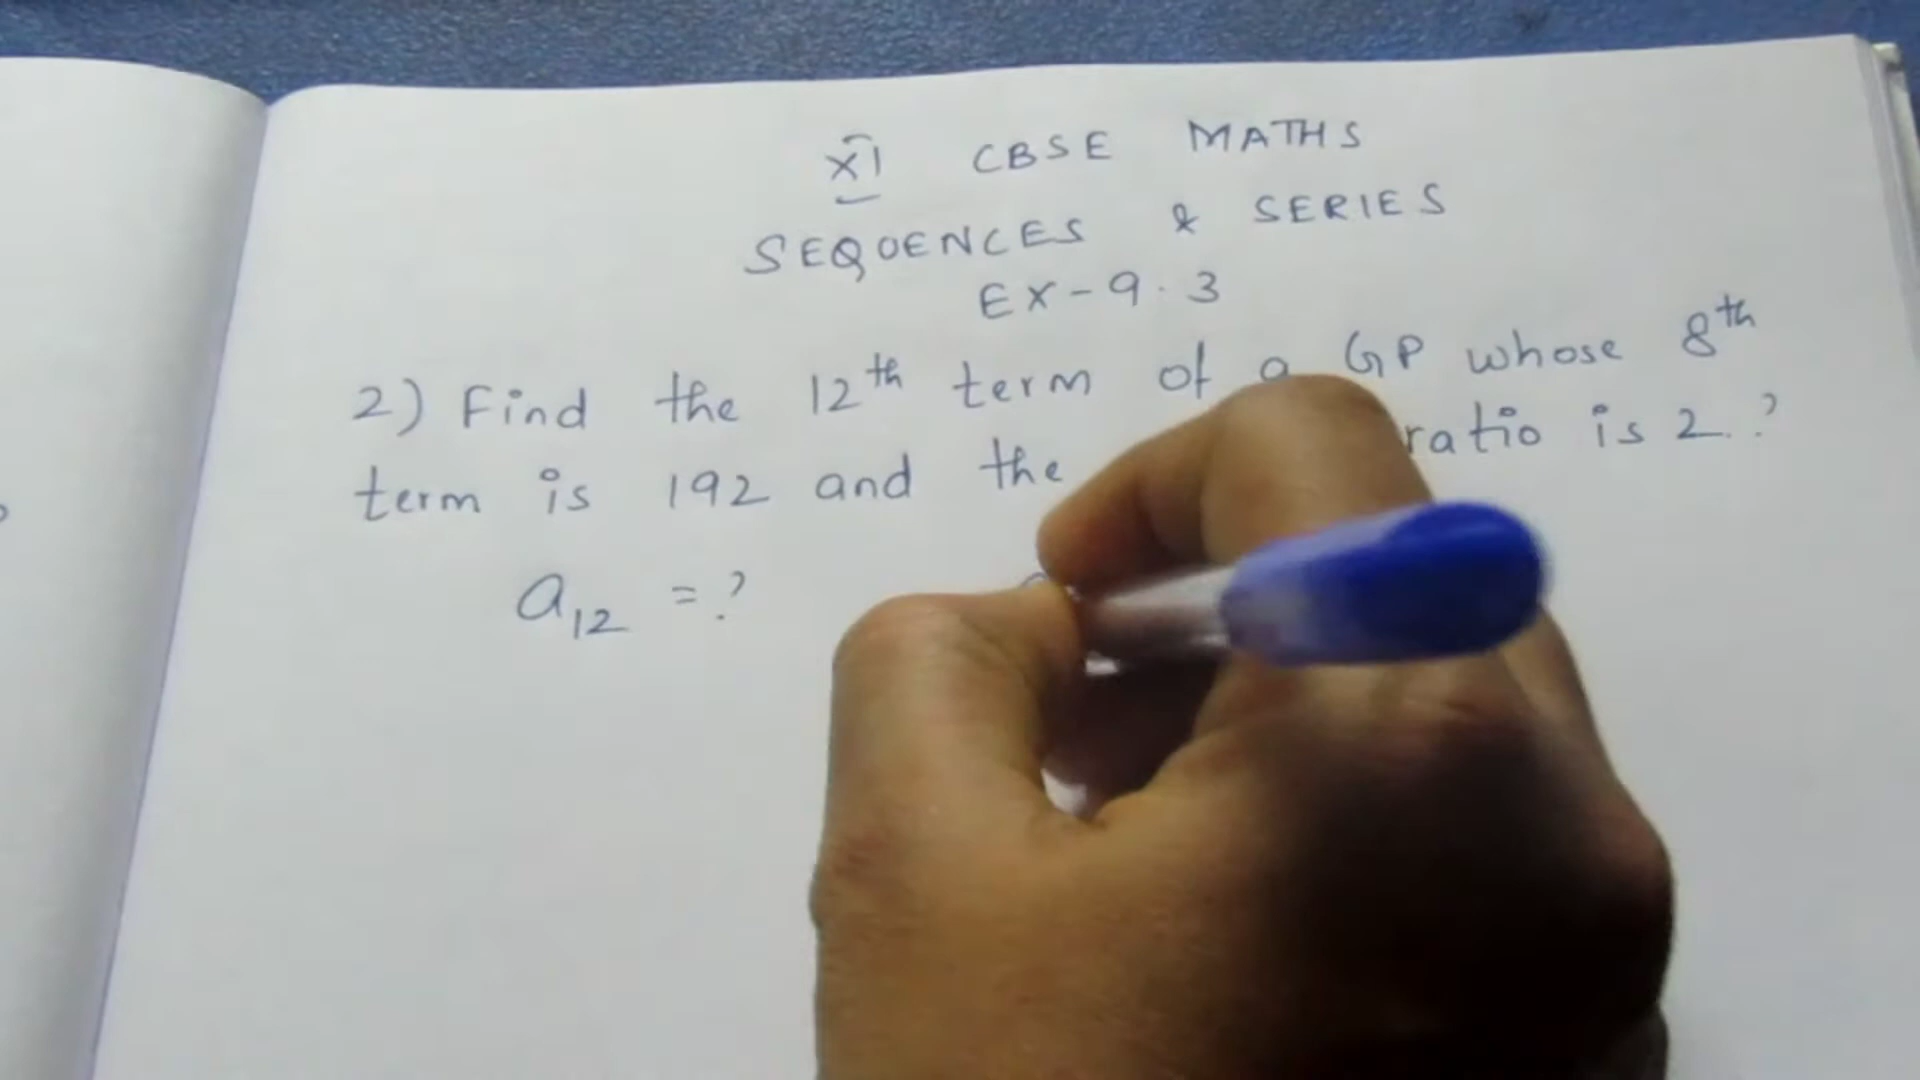 XI CBSE MATHS
SEQUENCES & SERIES
EX-9.3
2) Find the 12th term of a GP whose 8th
term is 192 and the ratio is 2.?
a12 = ?